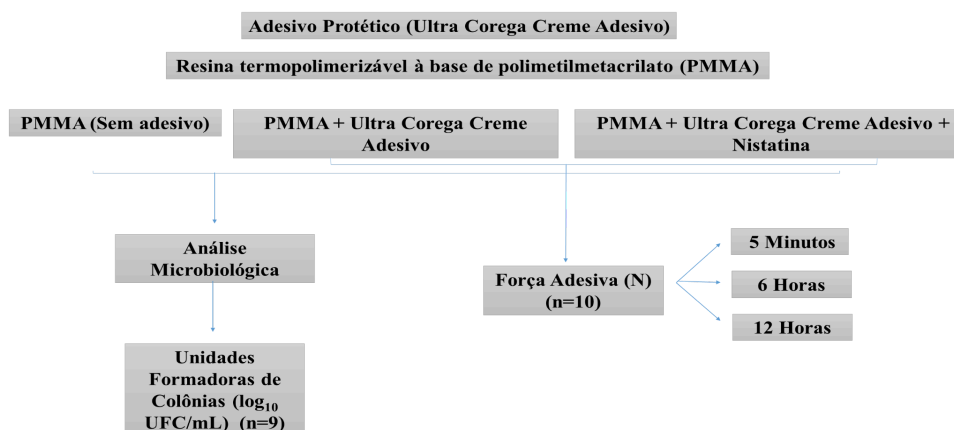 Adesivo Protético (Ultra Corega Creme Adesivo)
Resina termopolimerizável à base de polimetilmetacrilato (PMMA)
PMMA (Sem adesivo)
PMMA + Ultra Corega Creme
Adesivo
PMMA + Ultra Corega Creme Adesivo +
Nistatina
Análise
Microbiológica
Unidades
Formadoras de
Colônias (log₁₀
UFC/mL) (n=9)
Força Adesiva (N)
(n=10)
5 Minutos
6 Horas
12 Horas